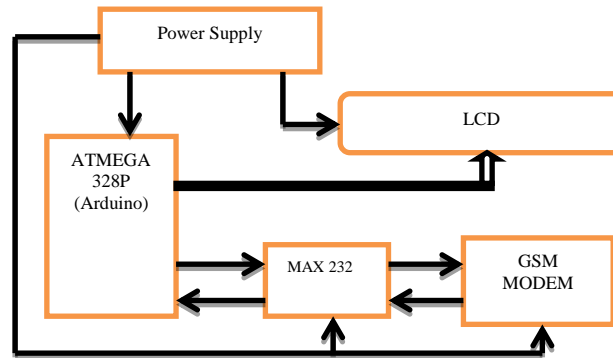 Power Supply
LCD
ATMEGA
328P
(Arduino)
MAX 232
GSM
MODEM